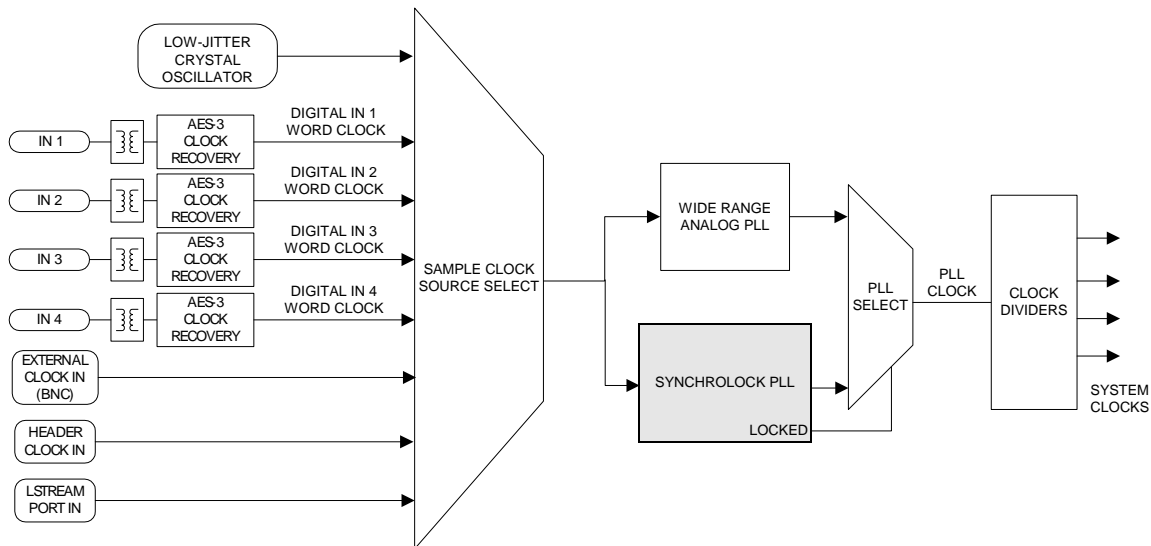 LOW-JITTER
CRYSTAL
OSCILLATOR
IN 1
AES-3
CLOCK
RECOVERY
DIGITAL IN 1
WORD CLOCK
IN 2
AES-3
CLOCK
RECOVERY
DIGITAL IN 2
WORD CLOCK
IN 3
AES-3
CLOCK
RECOVERY
DIGITAL IN 3
WORD CLOCK
IN 4
AES-3
CLOCK
RECOVERY
DIGITAL IN 4
WORD CLOCK
EXTERNAL
CLOCK IN
(BNC)
HEADER
CLOCK IN
LSTREAM
PORT IN
SAMPLE CLOCK
SOURCE SELECT
WIDE RANGE
ANALOG PLL
SYNCHROLOCK PLL
LOCKED
PLL
SELECT
PLL
CLOCK
CLOCK
DIVIDERS
SYSTEM
CLOCKS